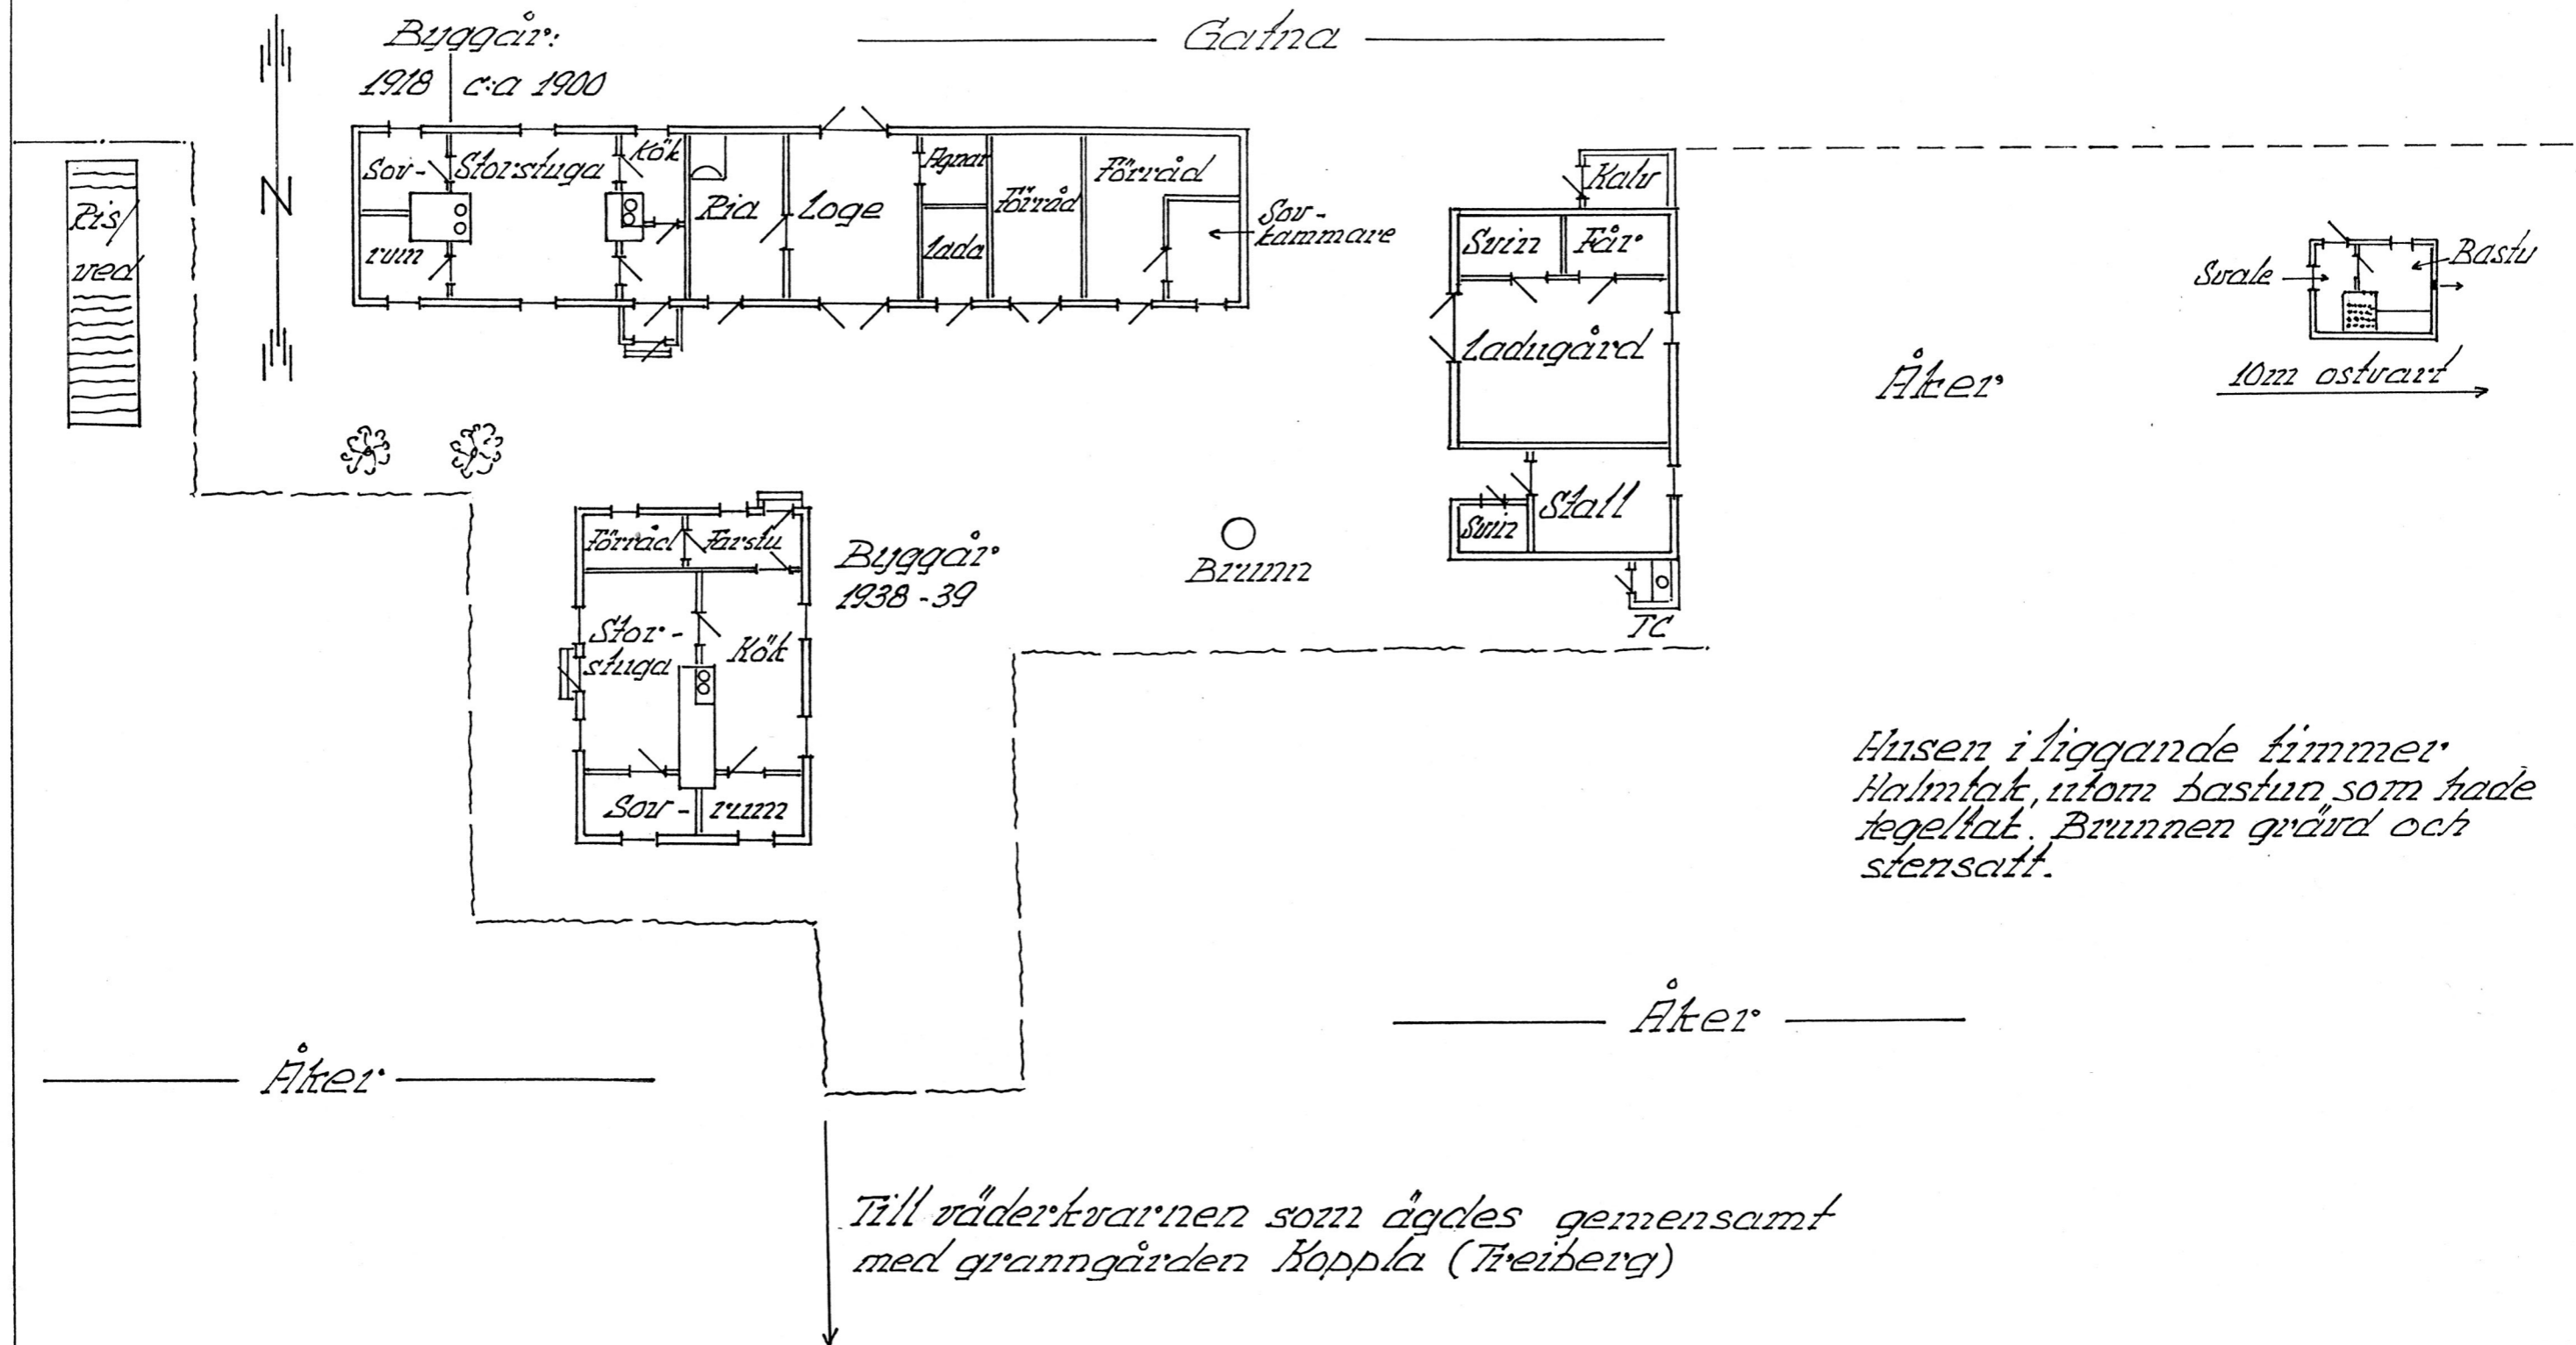 Byggår:
1918 c:a 1900
Gatna
N
Ris/
ved
Sov-
rum
Storstuga
Kök
Ria
Loge
Agnar
Lada
Förråd
Förråd
Sov-
kammare
Kalv
Svin
Får
Ladugård
Stall
Svin
TC
Svale
Bastu
10m ostvart
Åker
Förråd
Farstu
Stor-
stuga
Kök
Sov-
rum
Byggår
1938-39
Brunn
Husen i liggande timmer
Halmtak, utom bastun som hade
tegeltak. Brunnen grävd och
stensatt.
Åker
Åker
Till väderkvarnen som ägdes gemensamt
med granngården Koppla (Freiberg)